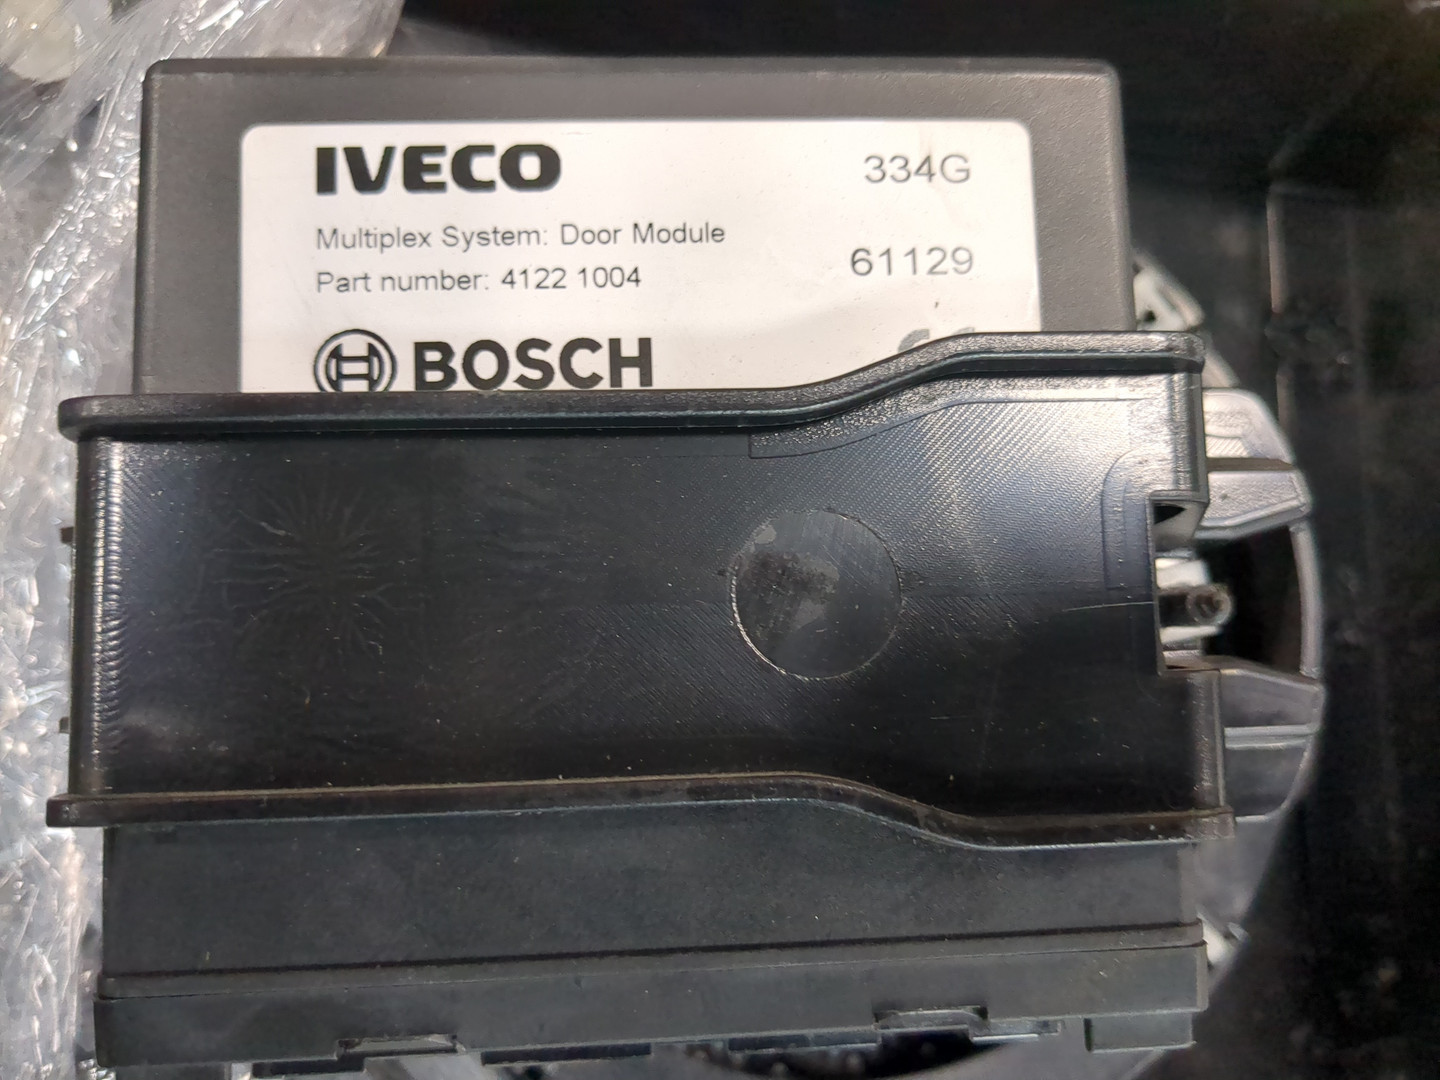 IVECO 334G
Multiplex System: Door Module
Part number: 4122 1004 61129
BOSCH